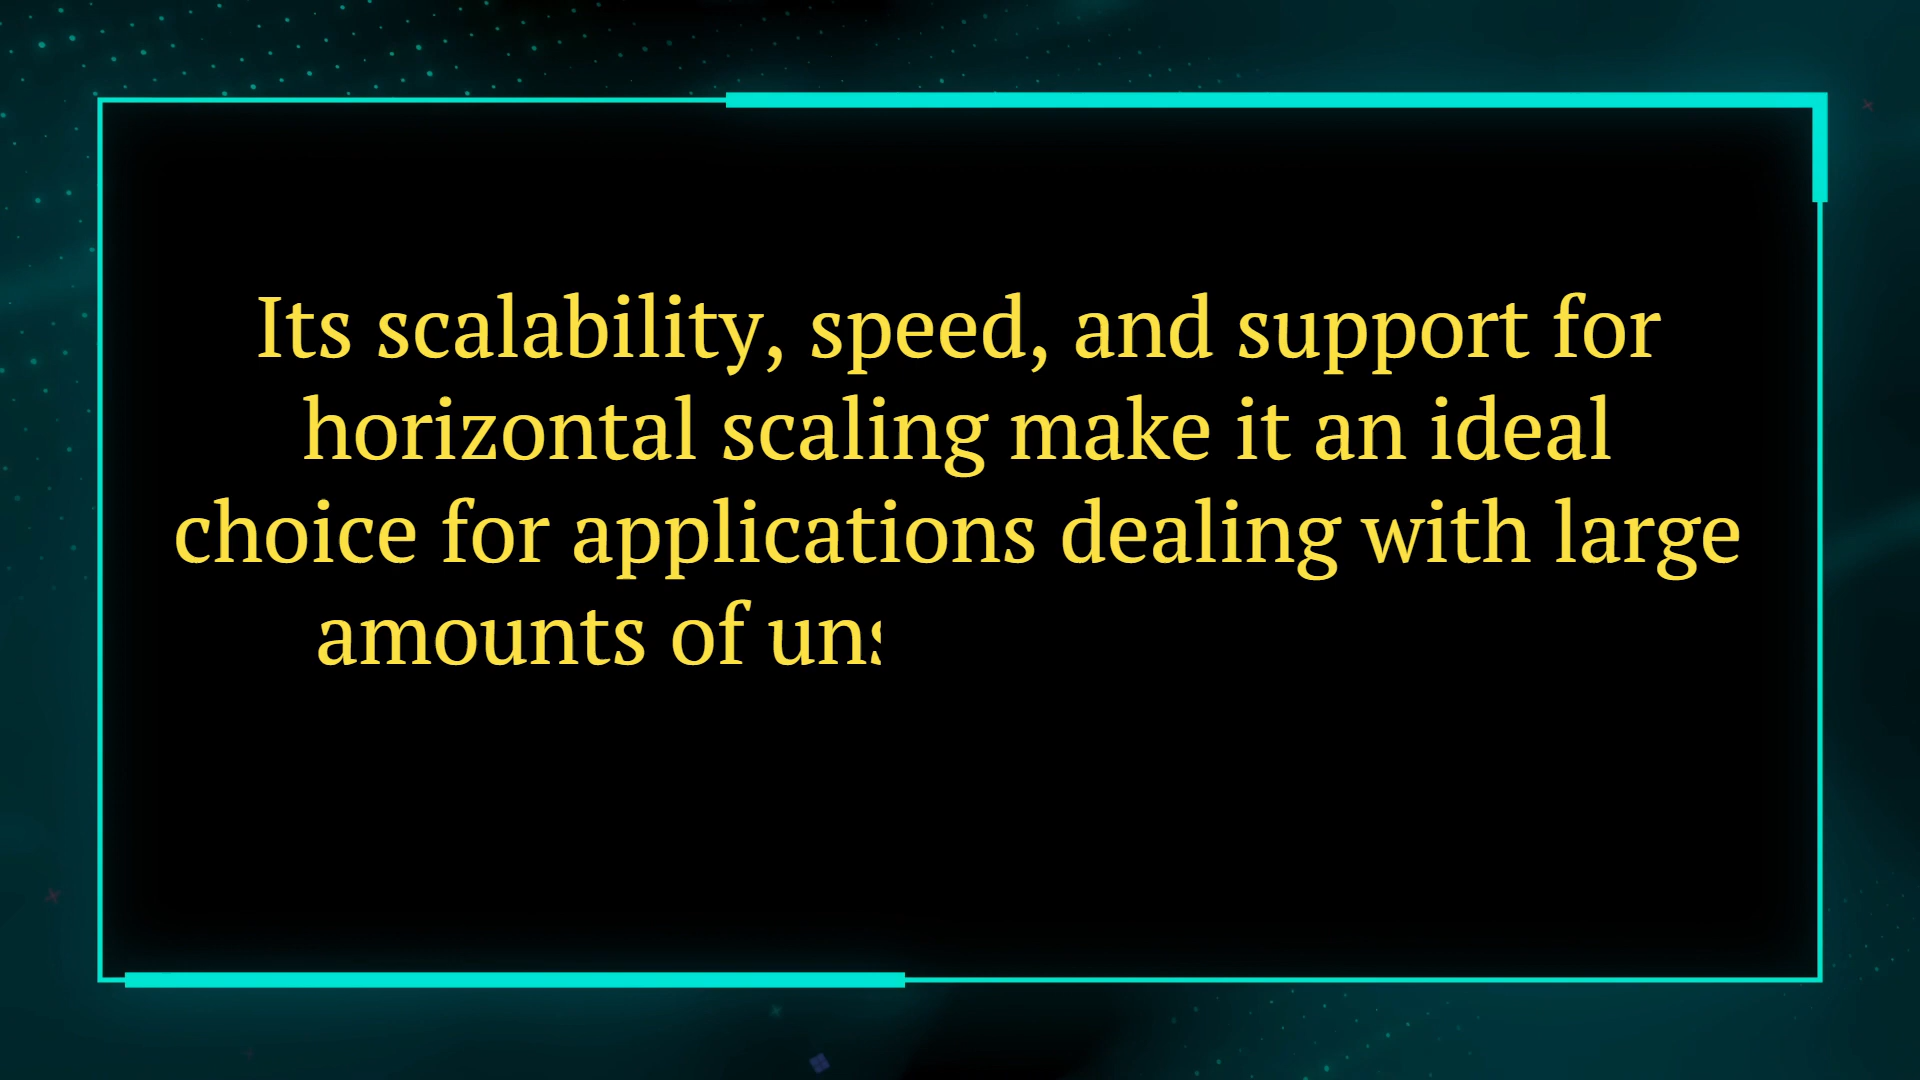 Its scalability, speed, and support for
horizontal scaling make it an ideal
choice for applications dealing with large
amounts of uns